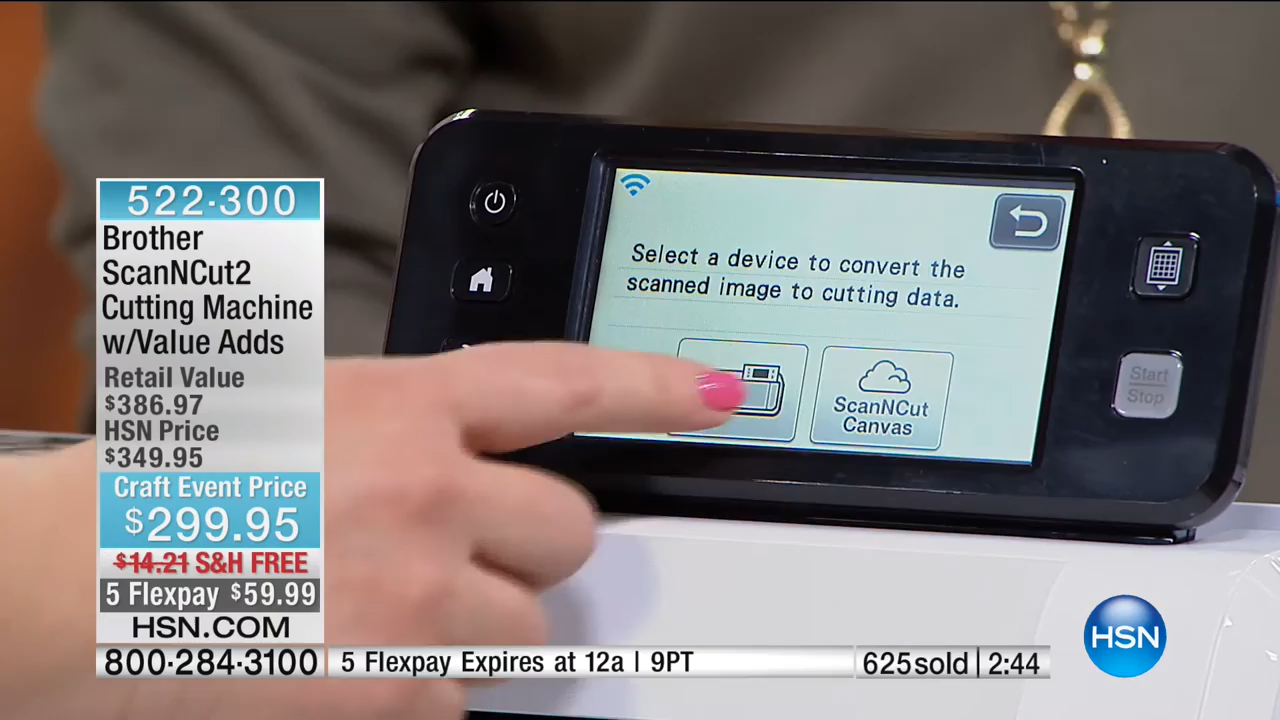 522·300
Brother
ScanNCut2
Cutting Machine
w/Value Adds
Retail Value
$386.97
HSN Price
$349.95
Craft Event Price
$299.95
$14.21 S&H FREE
5 Flexpay $59.99
HSN.COM
800·284·3100
5 Flexpay Expires at 12a | 9PT
625sold | 2:44
Select a device to convert the
scanned image to cutting data.
ScanNCut
Canvas
Start
Stop
HSN